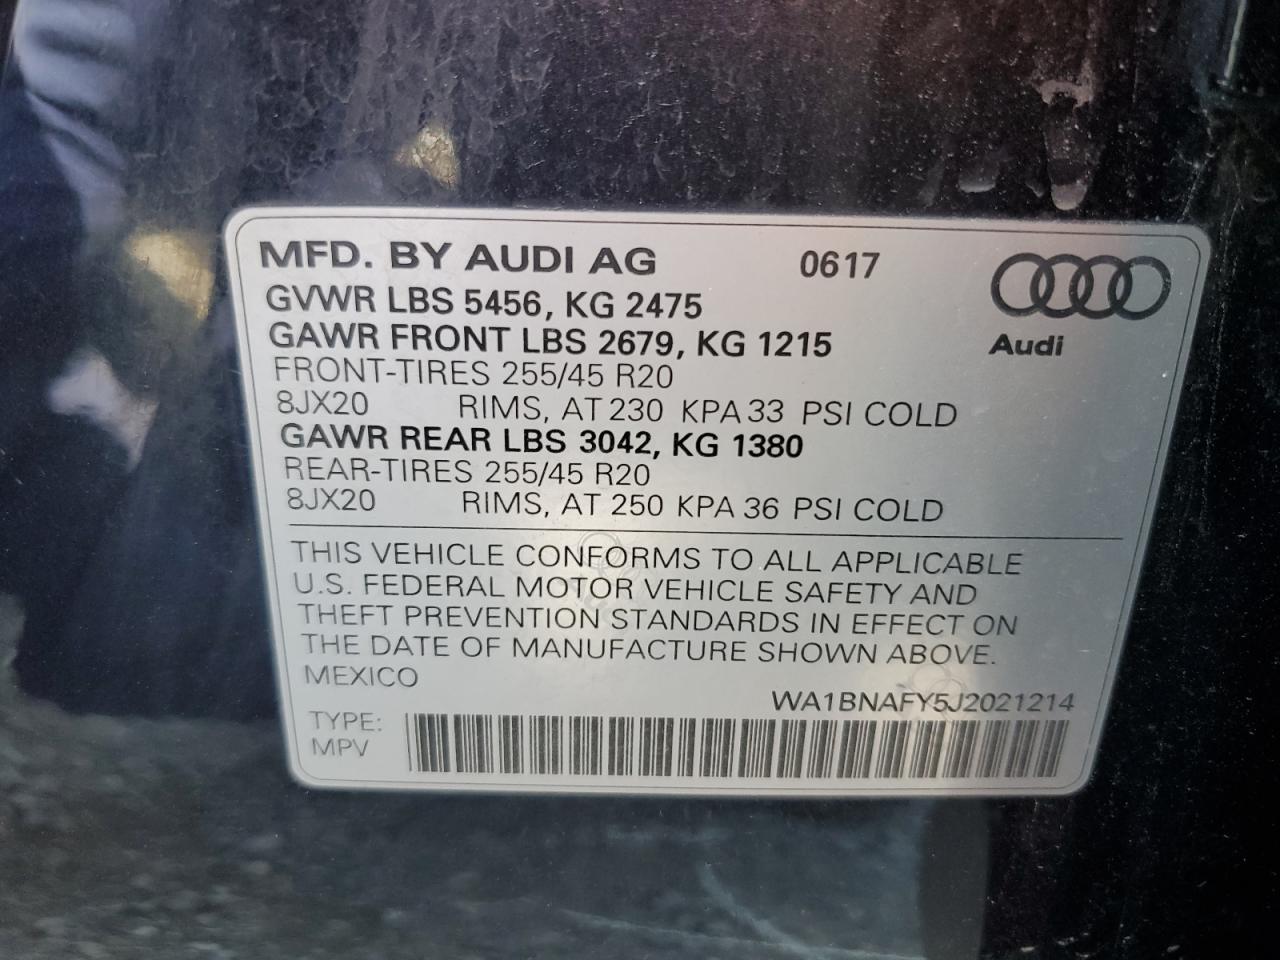 MFD. BY AUDI AG 0617
GVWR LBS 5456, KG 2475
GAWR FRONT LBS 2679, KG 1215
Audi
FRONT-TIRES 255/45 R20
8JX20 RIMS, AT 230 KPA 33 PSI COLD
GAWR REAR LBS 3042, KG 1380
REAR-TIRES 255/45 R20
8JX20 RIMS, AT 250 KPA 36 PSI COLD
THIS VEHICLE CONFORMS TO ALL APPLICABLE
U.S. FEDERAL MOTOR VEHICLE SAFETY AND
THEFT PREVENTION STANDARDS IN EFFECT ON
THE DATE OF MANUFACTURE SHOWN ABOVE.
MEXICO
WA1BNAFY5J2021214
TYPE:
MPV